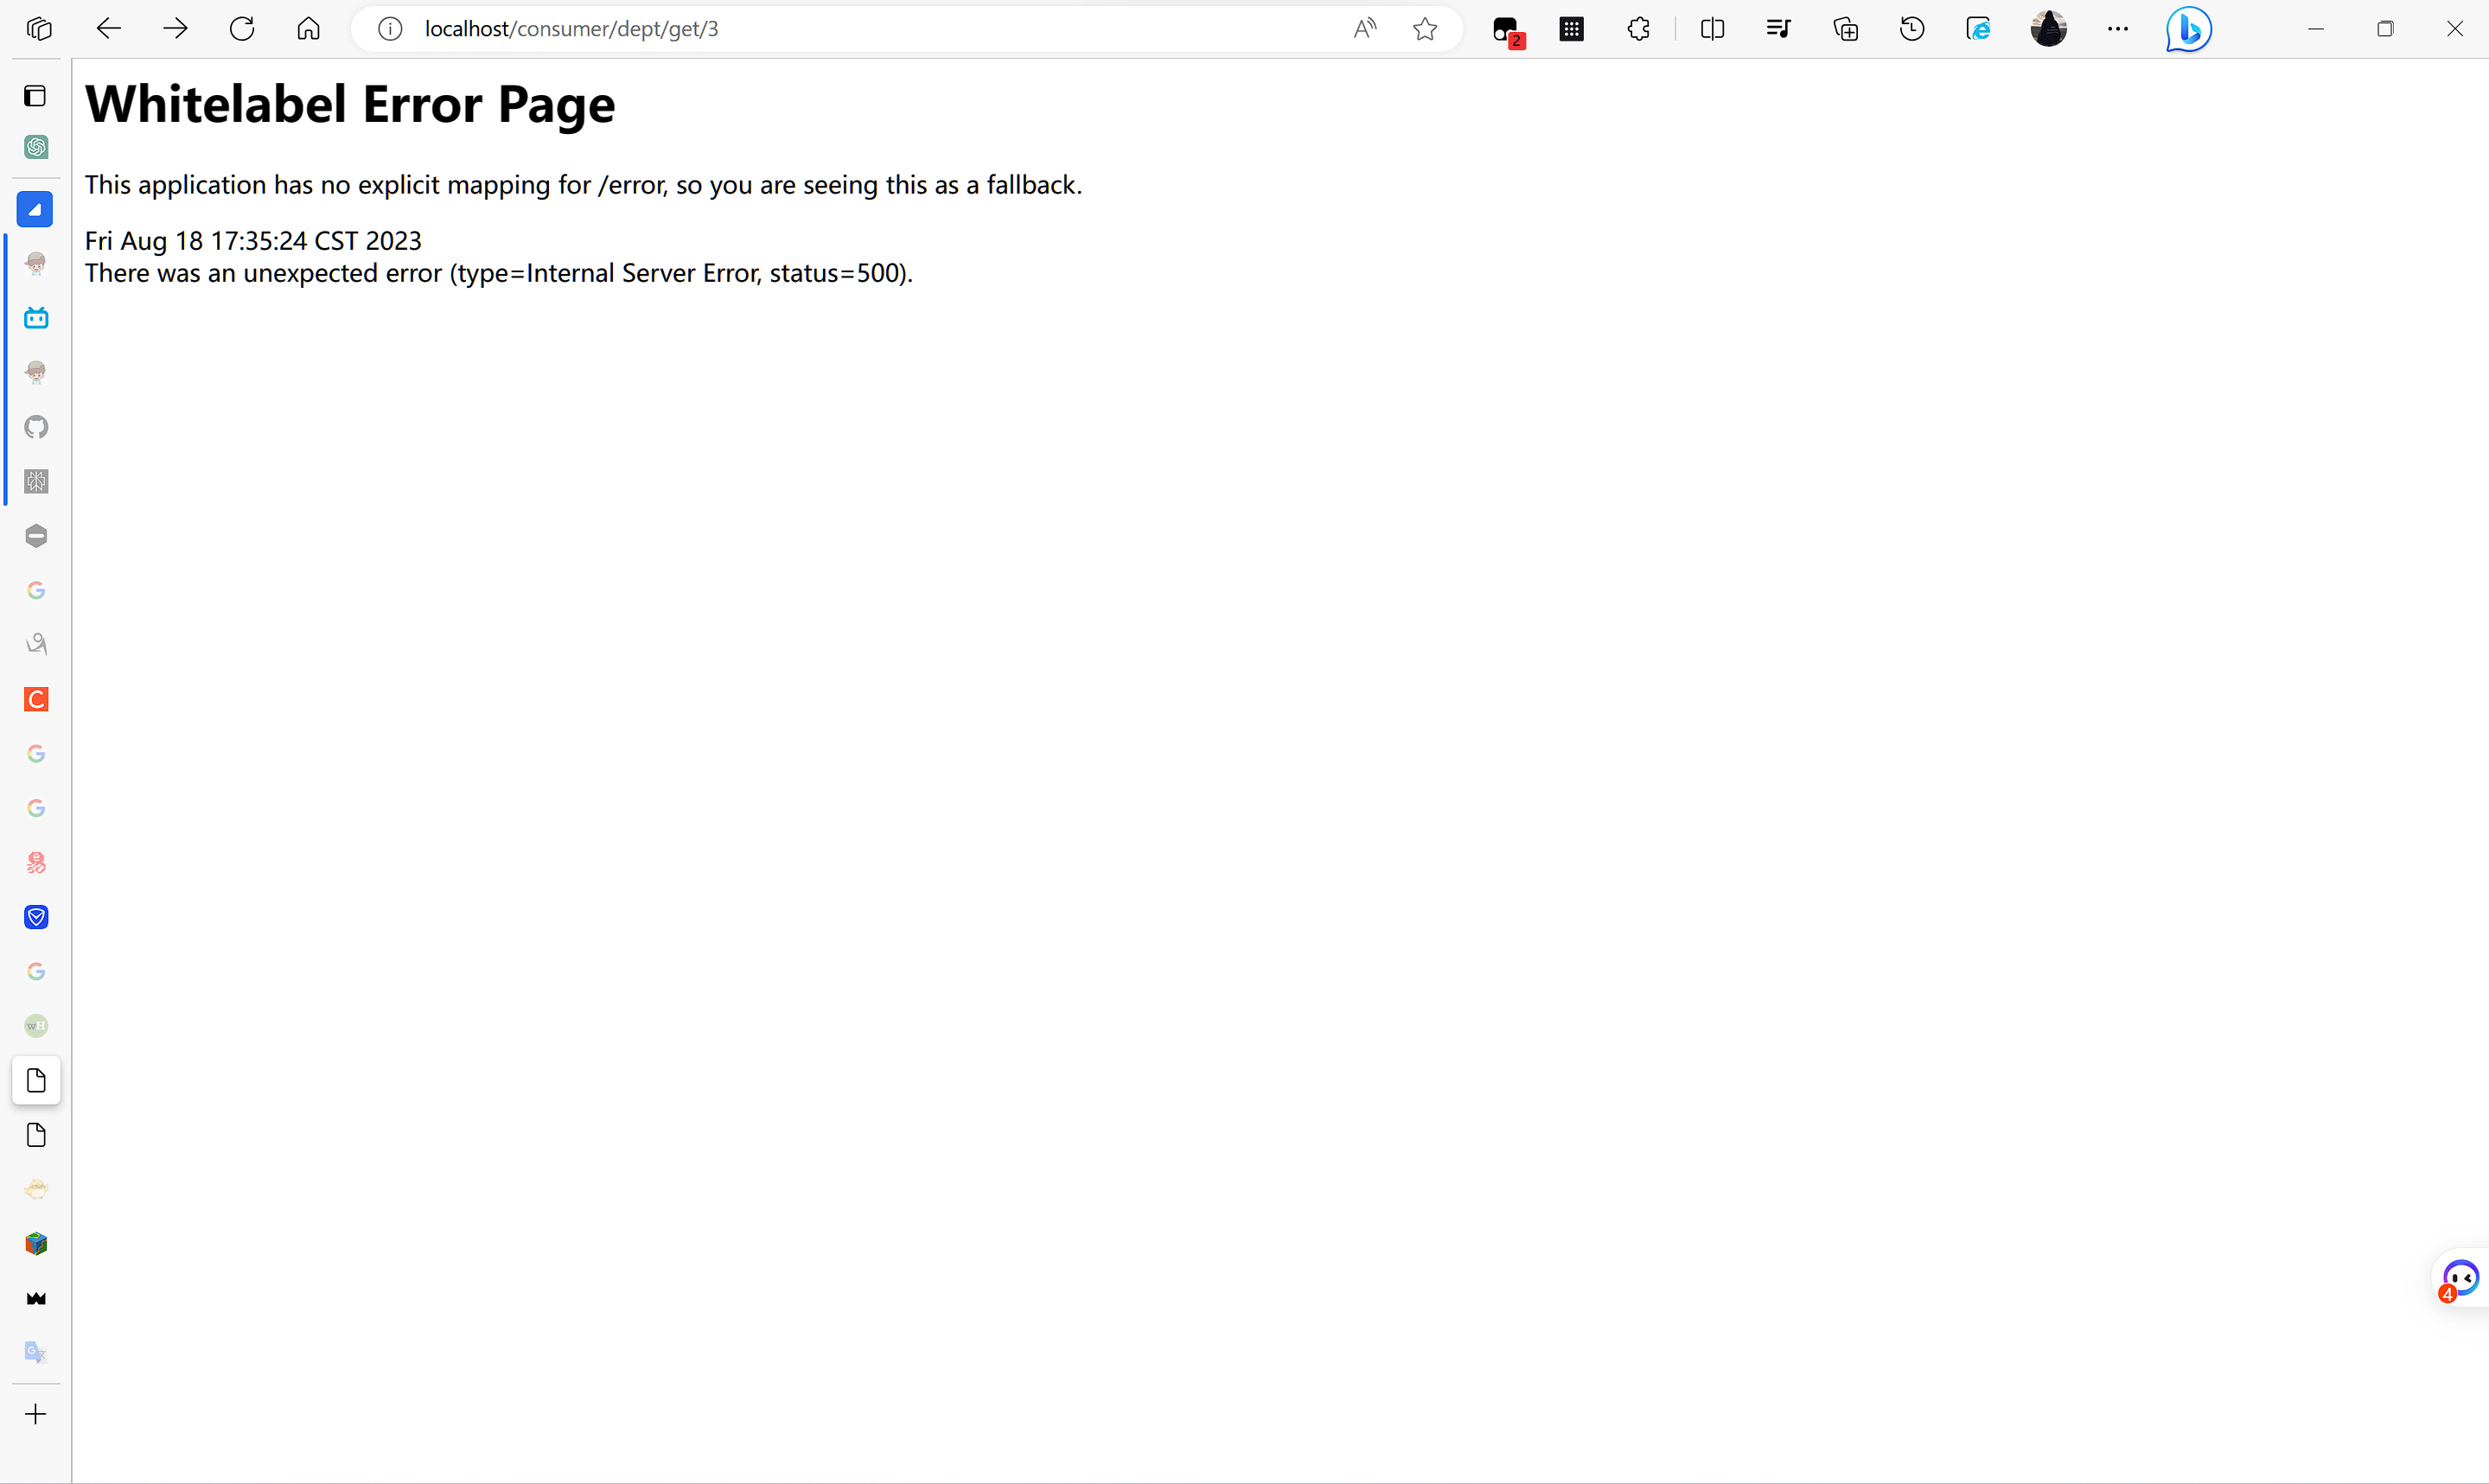 localhost/consumer/dept/get/3
2
Whitelabel Error Page
This application has no explicit mapping for /error, so you are seeing this as a fallback.
Fri Aug 18 17:35:24 CST 2023
There was an unexpected error (type=Internal Server Error, status=500).
4